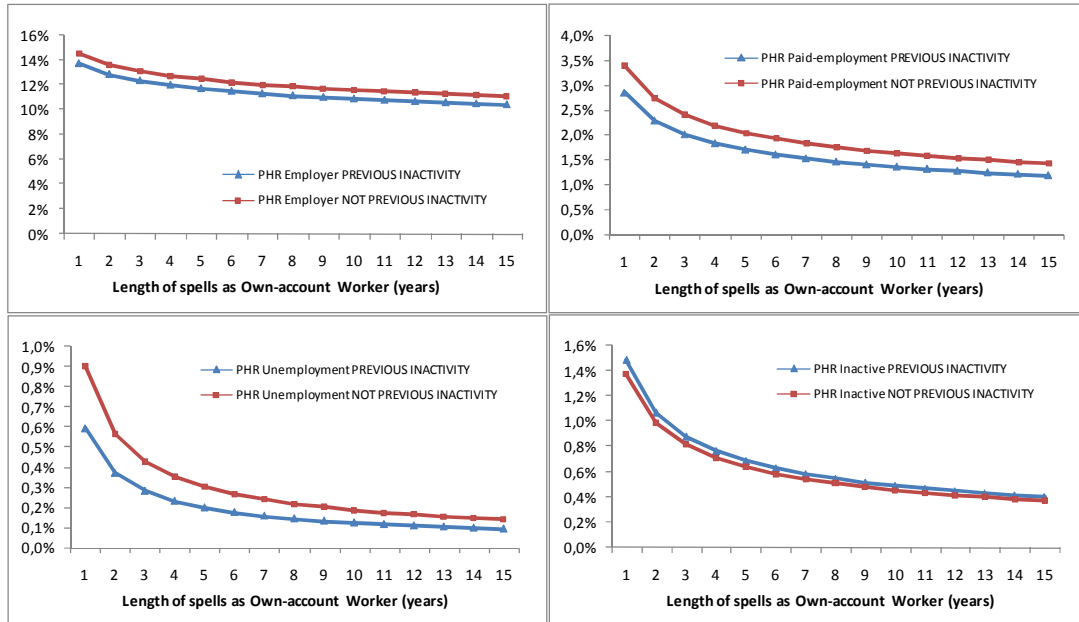 16%
14%
12%
10%
8%
6%
4%
2%
0%
PHR Employer PREVIOUS INACTIVITY
PHR Employer NOT PREVIOUS INACTIVITY
1 2 3 4 5 6 7 8 9 10 11 12 13 14 15
Length of spells as Own-account Worker (years)
4,0%
3,5%
3,0%
2,5%
2,0%
1,5%
1,0%
0,5%
0,0%
PHR Paid-employment PREVIOUS INACTIVITY
PHR Paid-employment NOT PREVIOUS INACTIVITY
1 2 3 4 5 6 7 8 9 10 11 12 13 14 15
Length of spells as Own-account Worker (years)
1,0%
0,9%
0,8%
0,7%
0,6%
0,5%
0,4%
0,3%
0,2%
0,1%
0,0%
PHR Unemployment PREVIOUS INACTIVITY
PHR Unemployment NOT PREVIOUS INACTIVITY
1 2 3 4 5 6 7 8 9 10 11 12 13 14 15
Length of spells as Own-account Worker (years)
1,6%
1,4%
1,2%
1,0%
0,8%
0,6%
0,4%
0,2%
0,0%
PHR Inactive PREVIOUS INACTIVITY
PHR Inactive NOT PREVIOUS INACTIVITY
1 2 3 4 5 6 7 8 9 10 11 12 13 14 15
Length of spells as Own-account Worker (years)